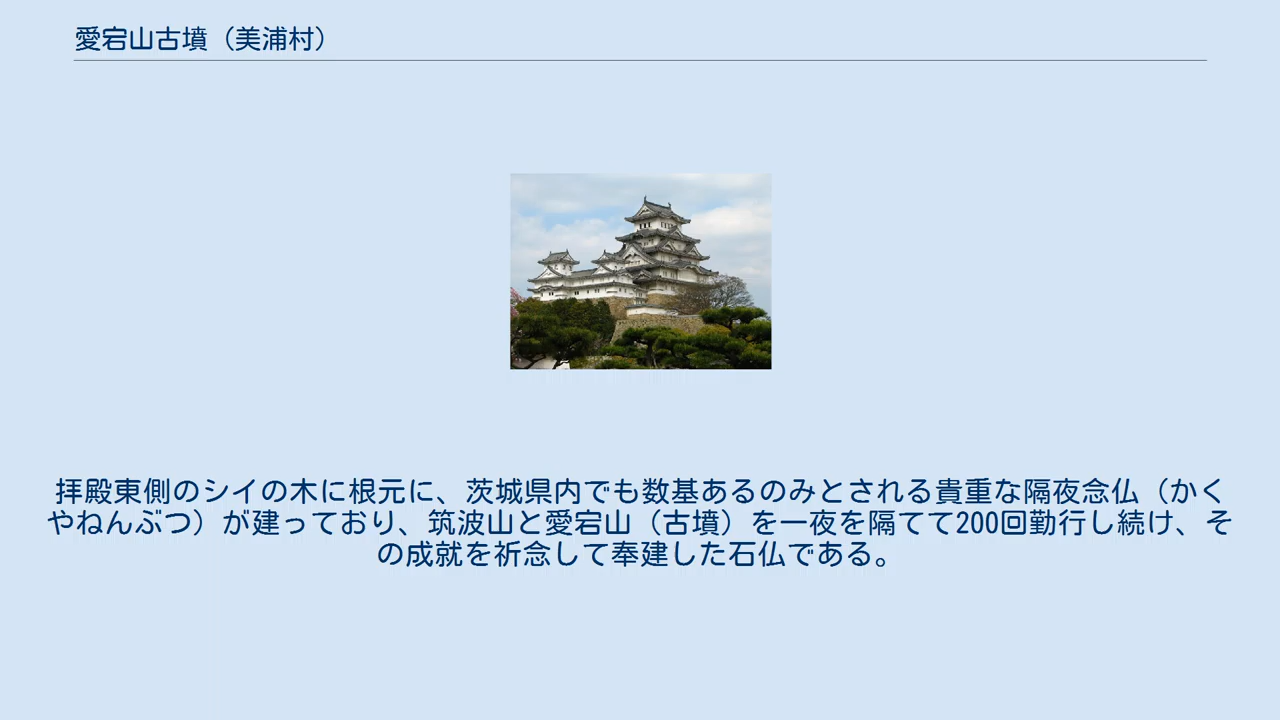 愛宕山古墳（美浦村）
拝殿東側のシイの木に根元に、茨城県内でも数基あるのみとされる貴重な隔夜念仏（かく
やねんぶつ）が建っており、筑波山と愛宕山（古墳）を一夜を隔てて200回勤行し続け、そ
の成就を祈念して奉建した石仏である。